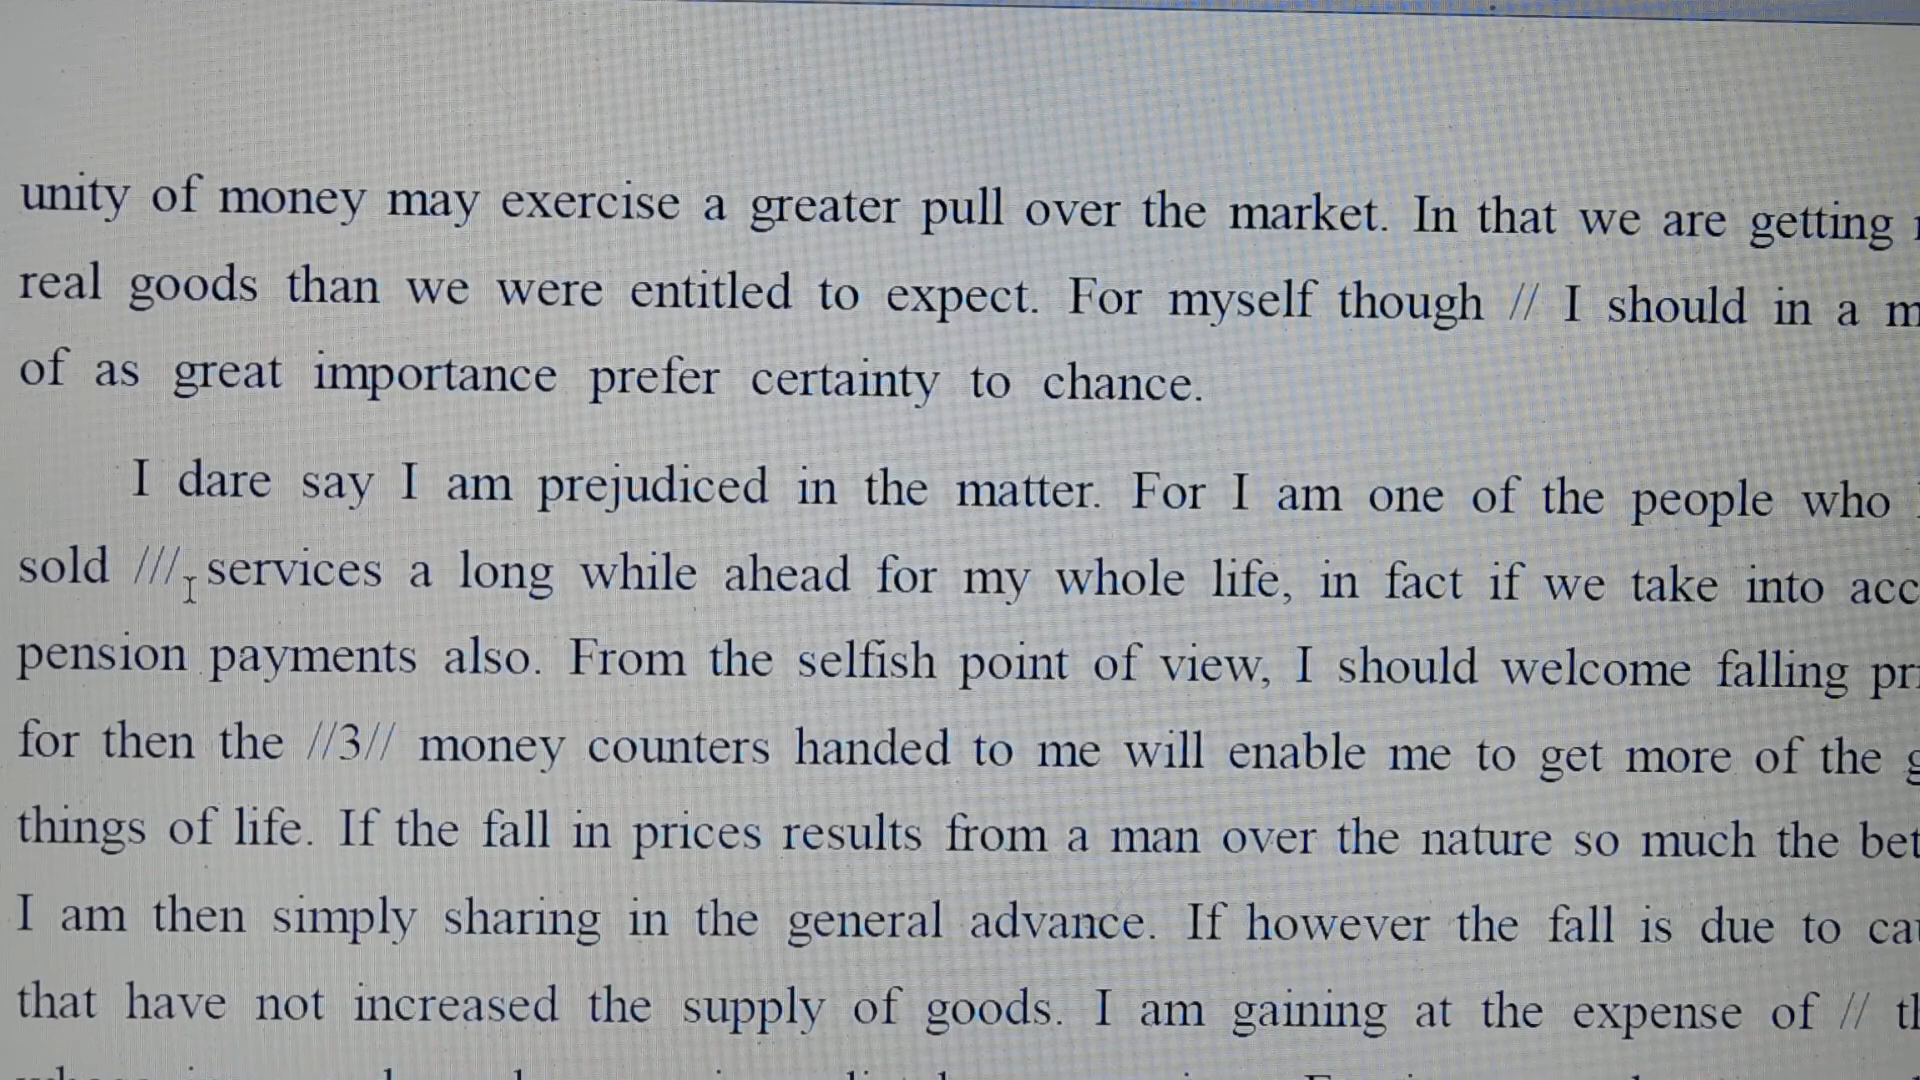 unity of money may exercise a greater pull over the market. In that we are getting
real goods than we were entitled to expect. For myself though // I should in a
of as great importance prefer certainty to chance.
I dare say I am prejudiced in the matter. For I am one of the people who
sold /// services a long while ahead for my whole life, in fact if we take into acc
pension payments also. From the selfish point of view, I should welcome falling pri
for then the //3// money counters handed to me will enable me to get more of the
things of life. If the fall in prices results from a man over the nature so much the bet
I am then simply sharing in the general advance. If however the fall is due to cau
that have not increased the supply of goods. I am gaining at the expense of //